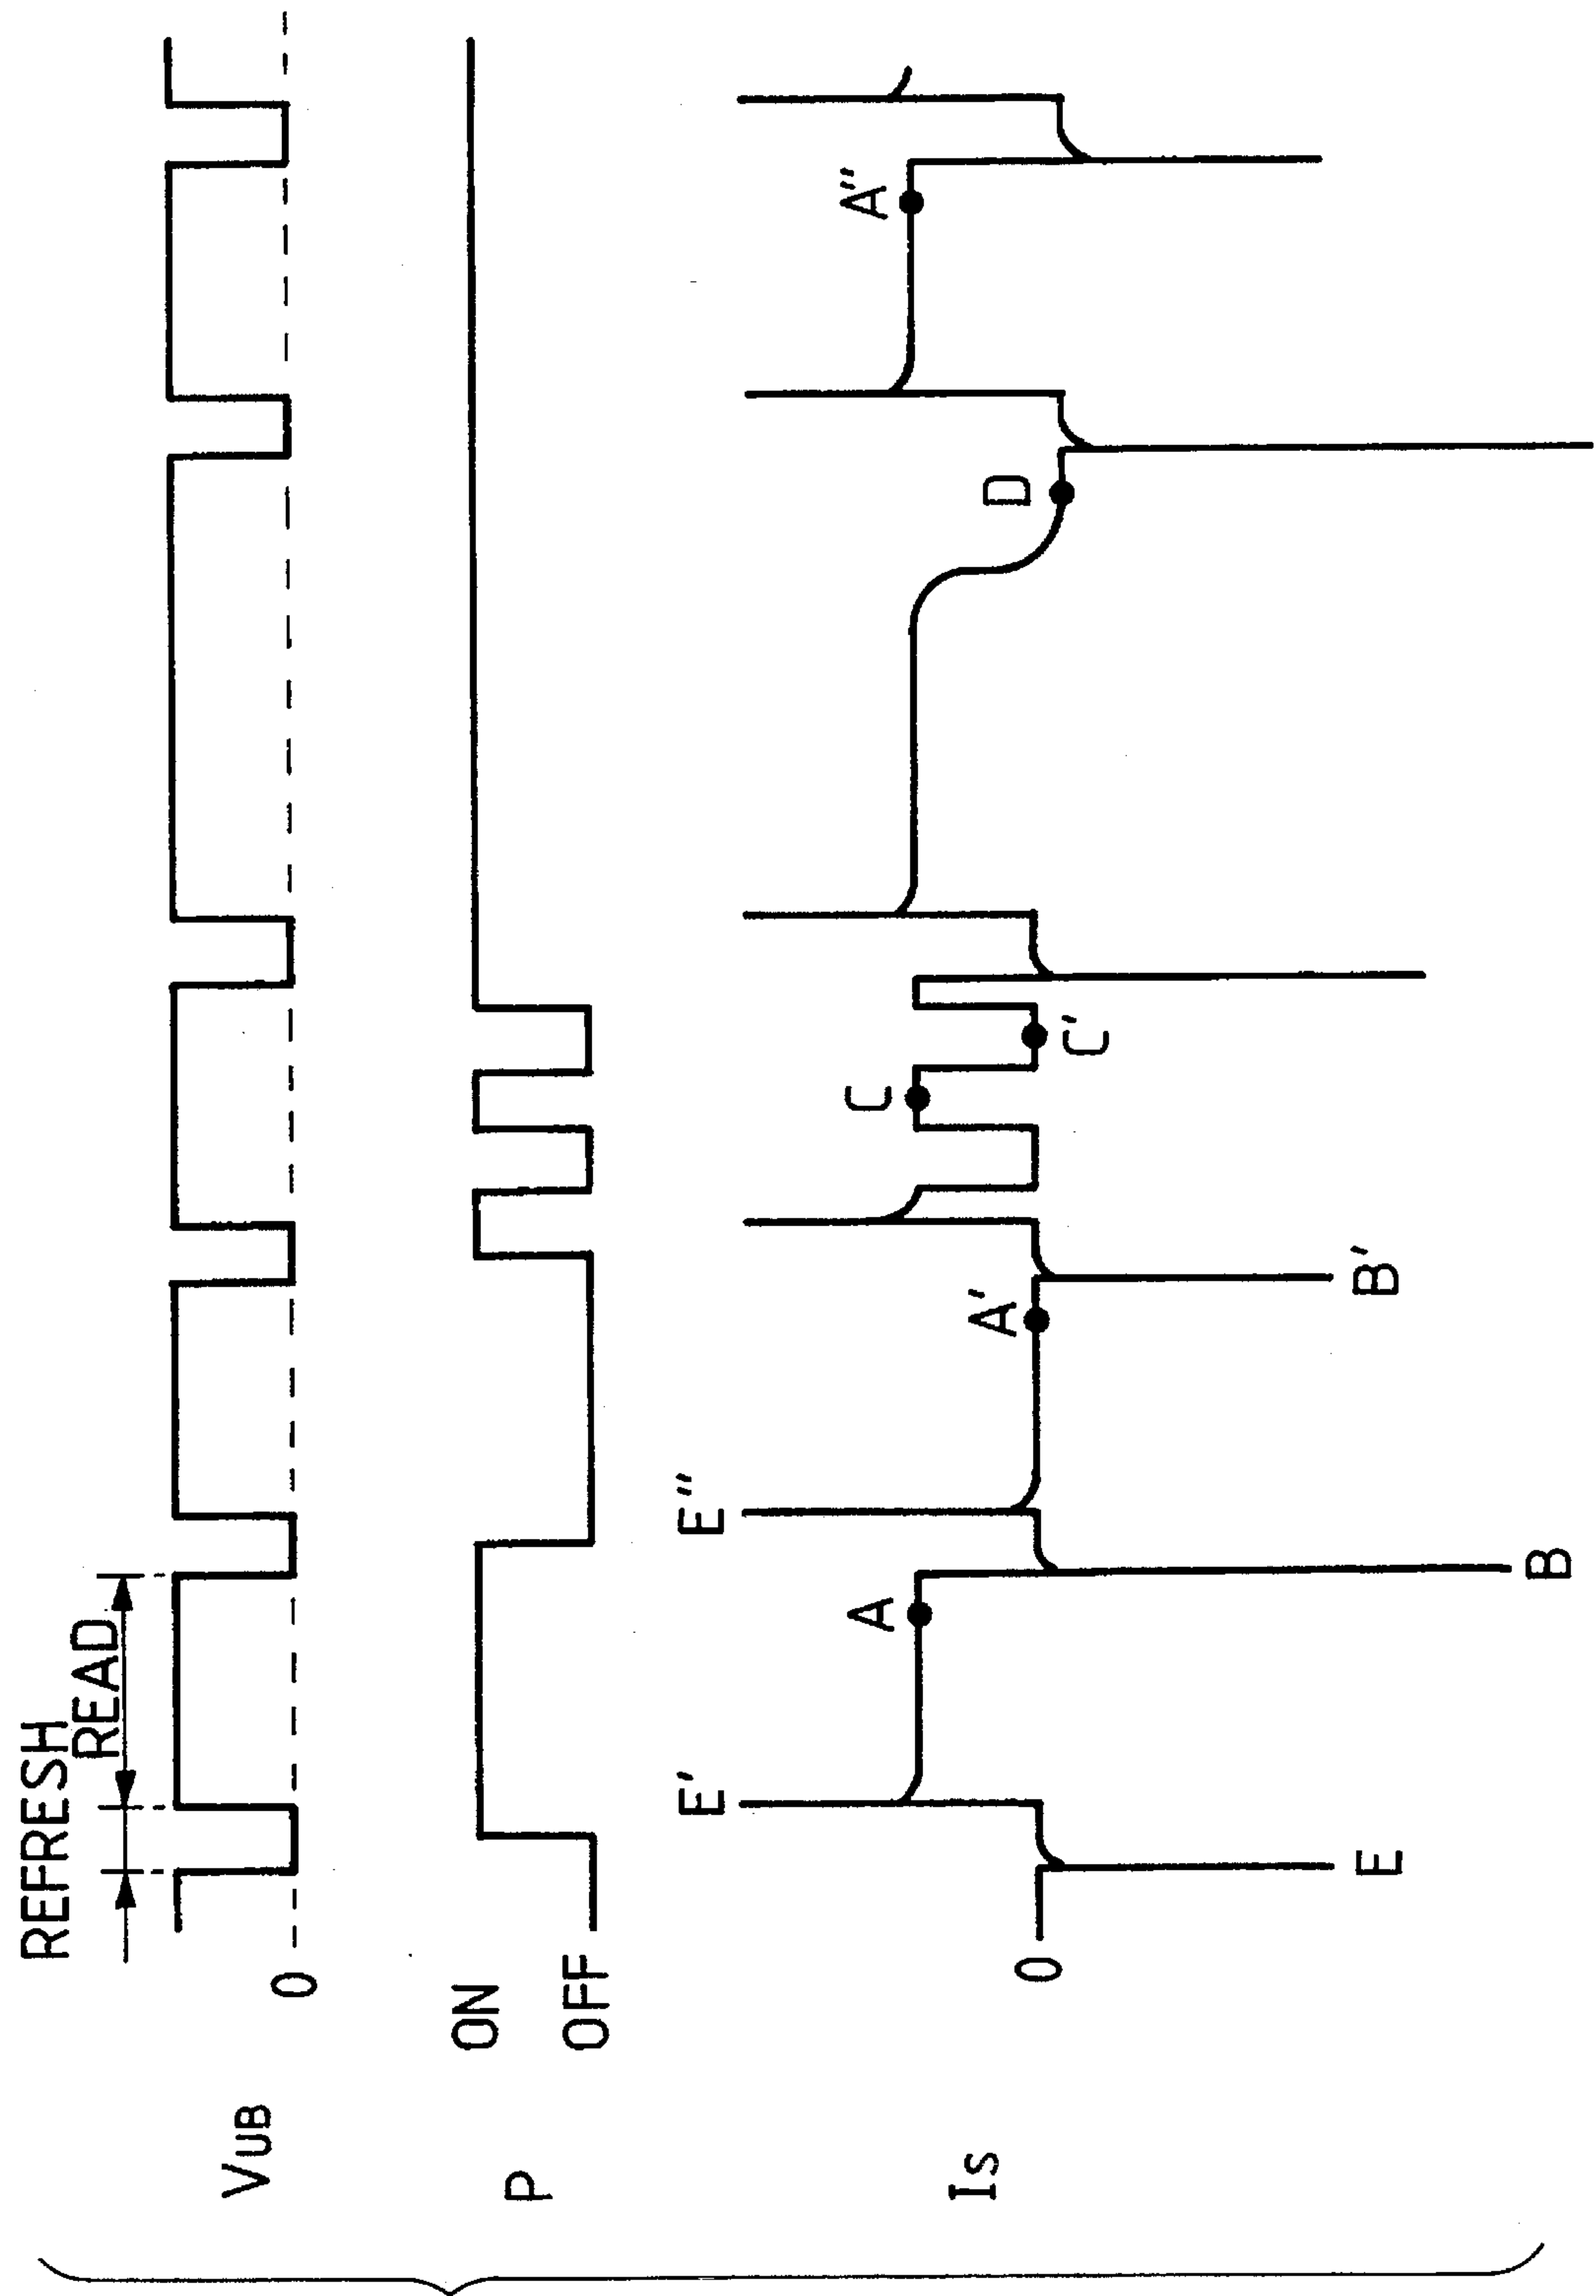 REFRESH
READ
VUB
0
P
ON
OFF
E'
E''
A
C
A''
A'
D
Is
0
C'
E
B
B'